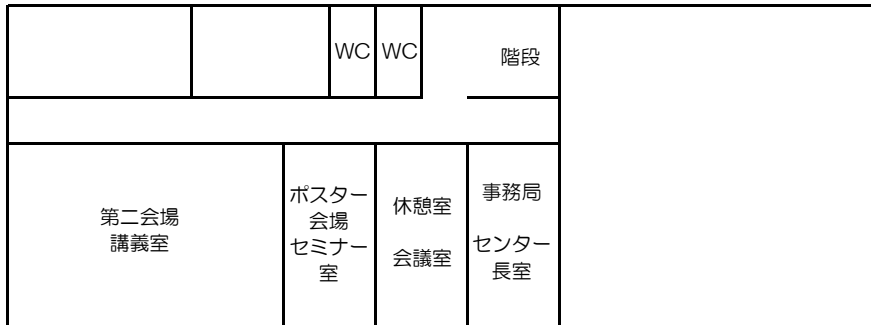 WC
WC
階段
第二会場
講義室
ポスター
会場
セミナー
室
休憩室
会議室
事務局
センター
長室